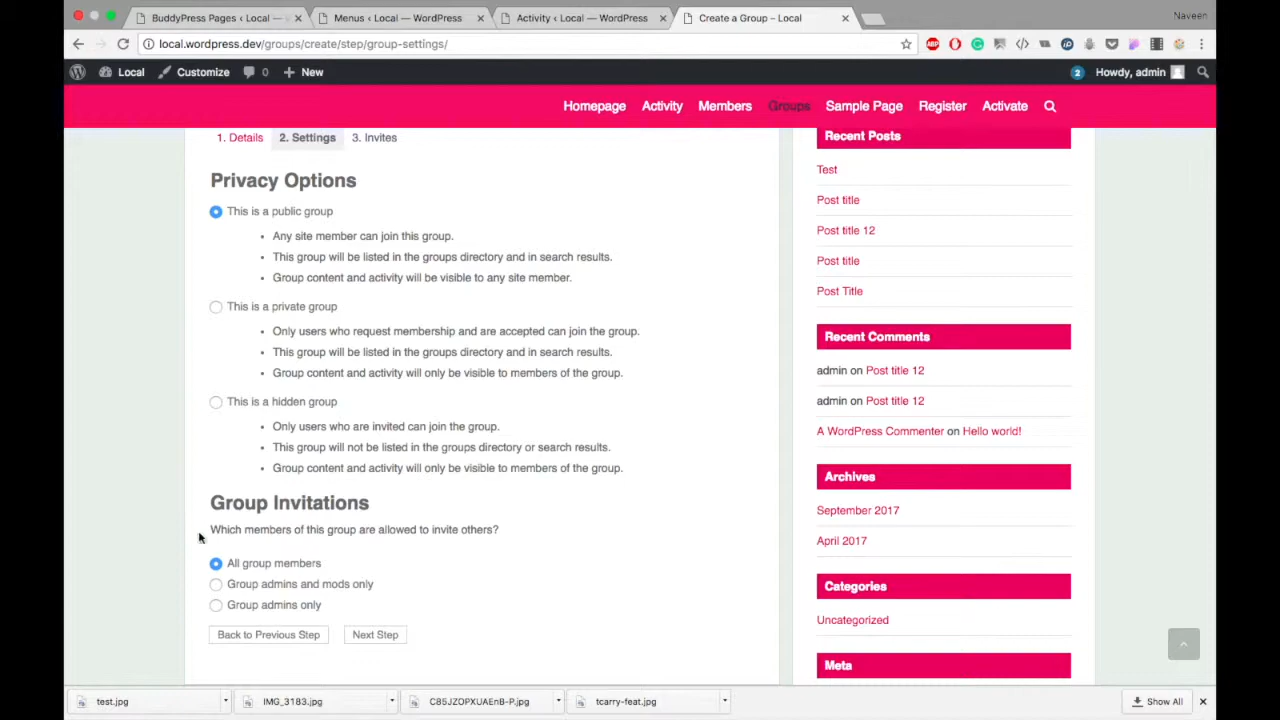 BuddyPress Pages ‹ Local — 
Menus ‹ Local — WordPress
Activity ‹ Local — WordPress
Create a Group – Local
Naveen
local.wordpress.dev/groups/create/step/group-settings/
Local
Customize
0
New
2
Howdy, admin
Homepage
Activity
Members
Groups
Sample Page
Register
Activate
1. Details
2. Settings
3. Invites
Privacy Options
This is a public group
• Any site member can join this group.
• This group will be listed in the groups directory and in search results.
• Group content and activity will be visible to any site member.
This is a private group
• Only users who request membership and are accepted can join the group.
• This group will be listed in the groups directory and in search results.
• Group content and activity will only be visible to members of the group.
This is a hidden group
• Only users who are invited can join the group.
• This group will not be listed in the groups directory or search results.
• Group content and activity will only be visible to members of the group.
Group Invitations
Which members of this group are allowed to invite others?
All group members
Group admins and mods only
Group admins only
Back to Previous Step
Next Step
Recent Posts
Test
Post title
Post title 12
Post title
Post Title
Recent Comments
admin on Post title 12
admin on Post title 12
A WordPress Commenter on Hello world!
Archives
September 2017
April 2017
Categories
Uncategorized
Meta
test.jpg
IMG_3183.jpg
C85JZOPXUAEnB-P.jpg
tcarry-feat.jpg
Show All